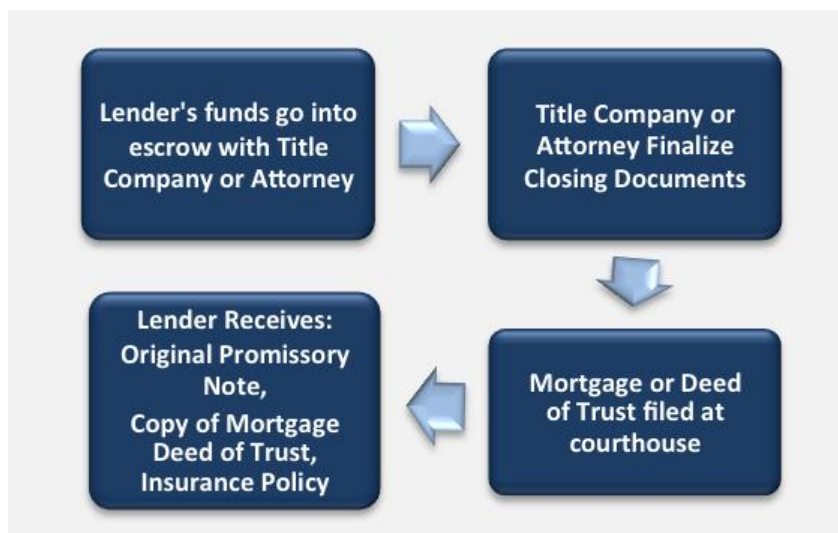 Lender's funds go into
escrow with Title
Company or Attorney
Title Company or
Attorney Finalize
Closing Documents
Mortgage or Deed
of Trust filed at
courthouse
Lender Receives:
Original Promissory
Note,
Copy of Mortgage
Deed of Trust,
Insurance Policy